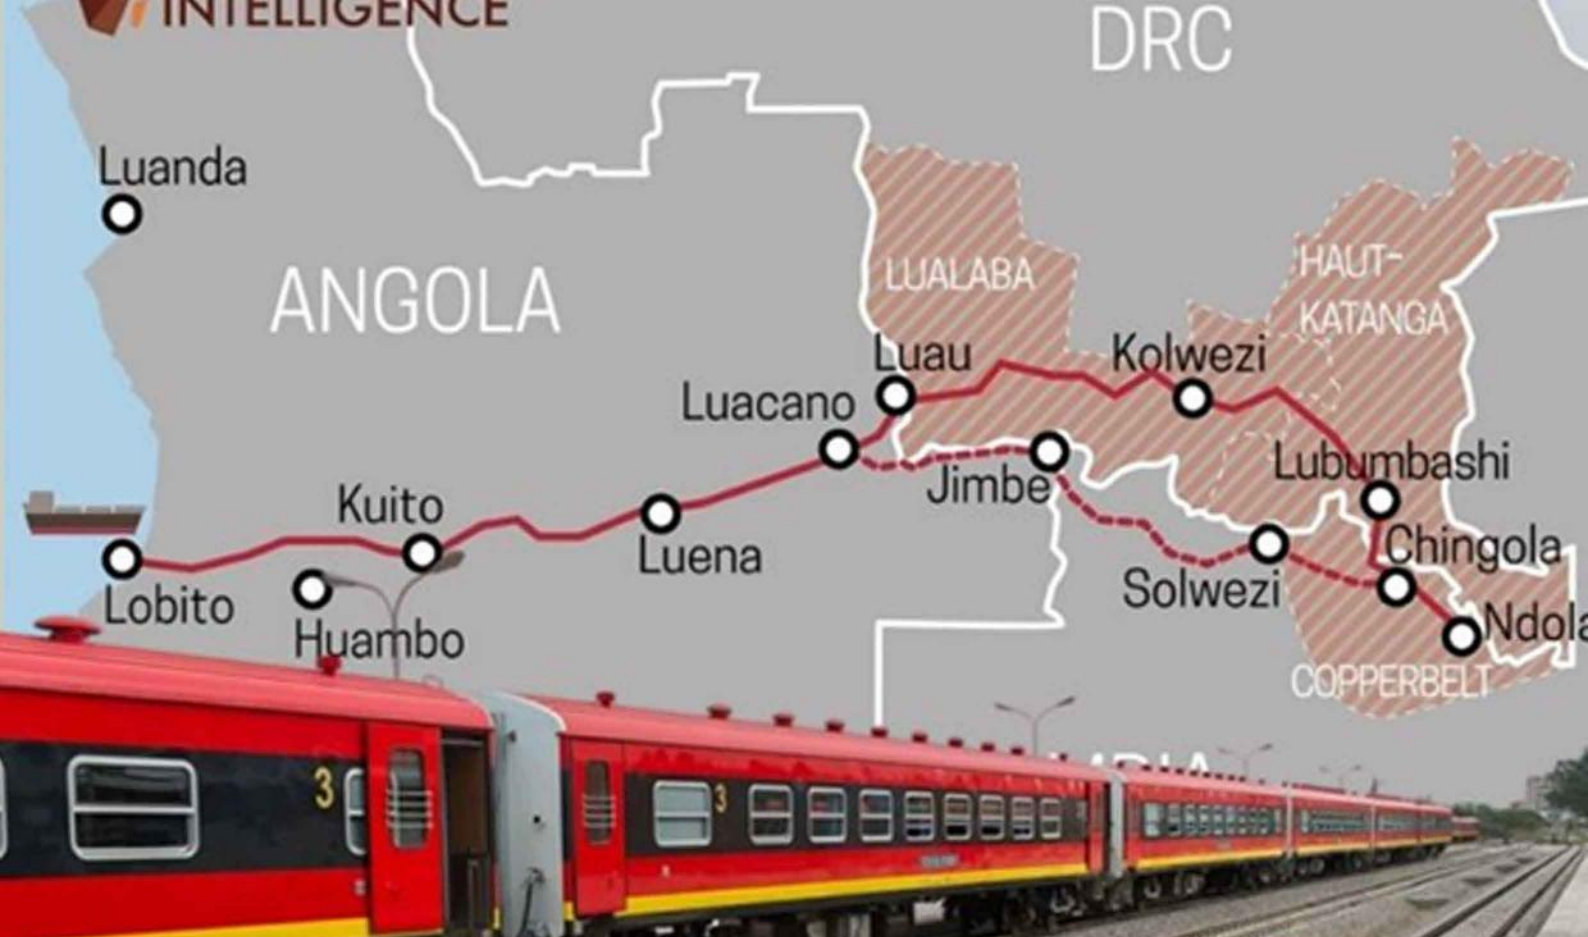 INTELLIGENCE
DRC
Luanda
ANGOLA
LUALABA
HAUT-
KATANGA
Luau
Kolwezi
Luacano
Lubumbashi
Jimbe
Kuito
Luena
Chingola
Solwezi
Lobito
Huambo
Ndola
COPPERBELT
3
3